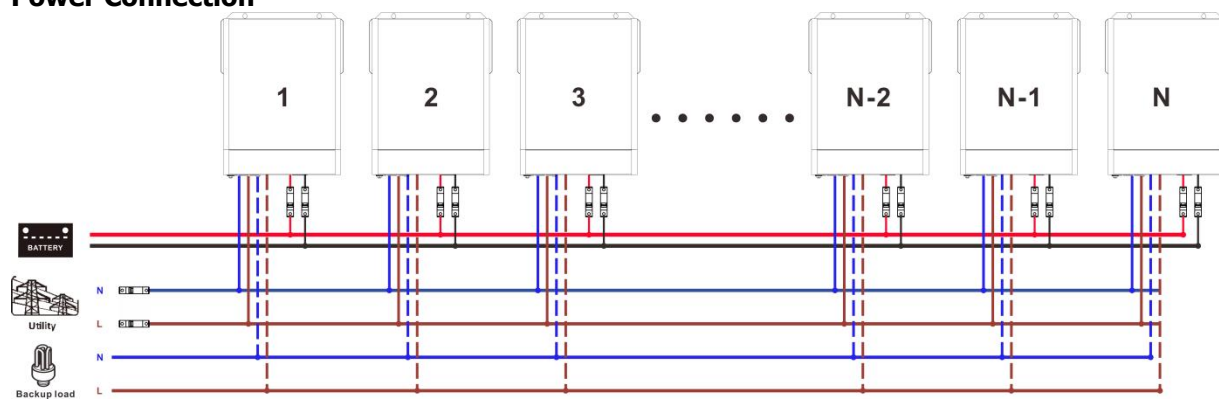 Power Connection
1 2 3 N-2 N-1 N
BATTERY
N
Utility
L
N
Backup load
L